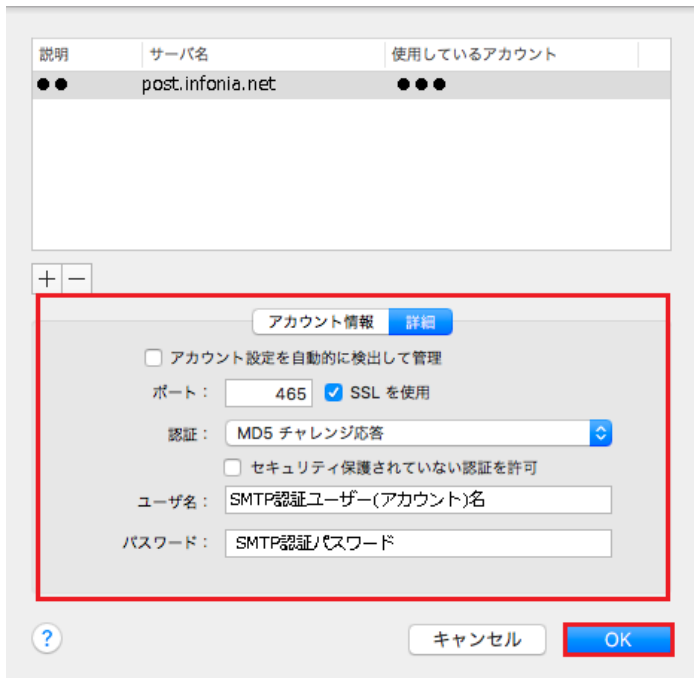 説明 サーバ名 使用しているアカウント
●● post.infonia.net ●●●
+ −
アカウント情報 詳細
アカウント設定を自動的に検出して管理
ポート： 465 SSL を使用
認証： MD5 チャレンジ応答
セキュリティ保護されていない認証を許可
ユーザ名： SMTP認証ユーザー(アカウント)名
パスワード： SMTP認証パスワード
? キャンセル OK